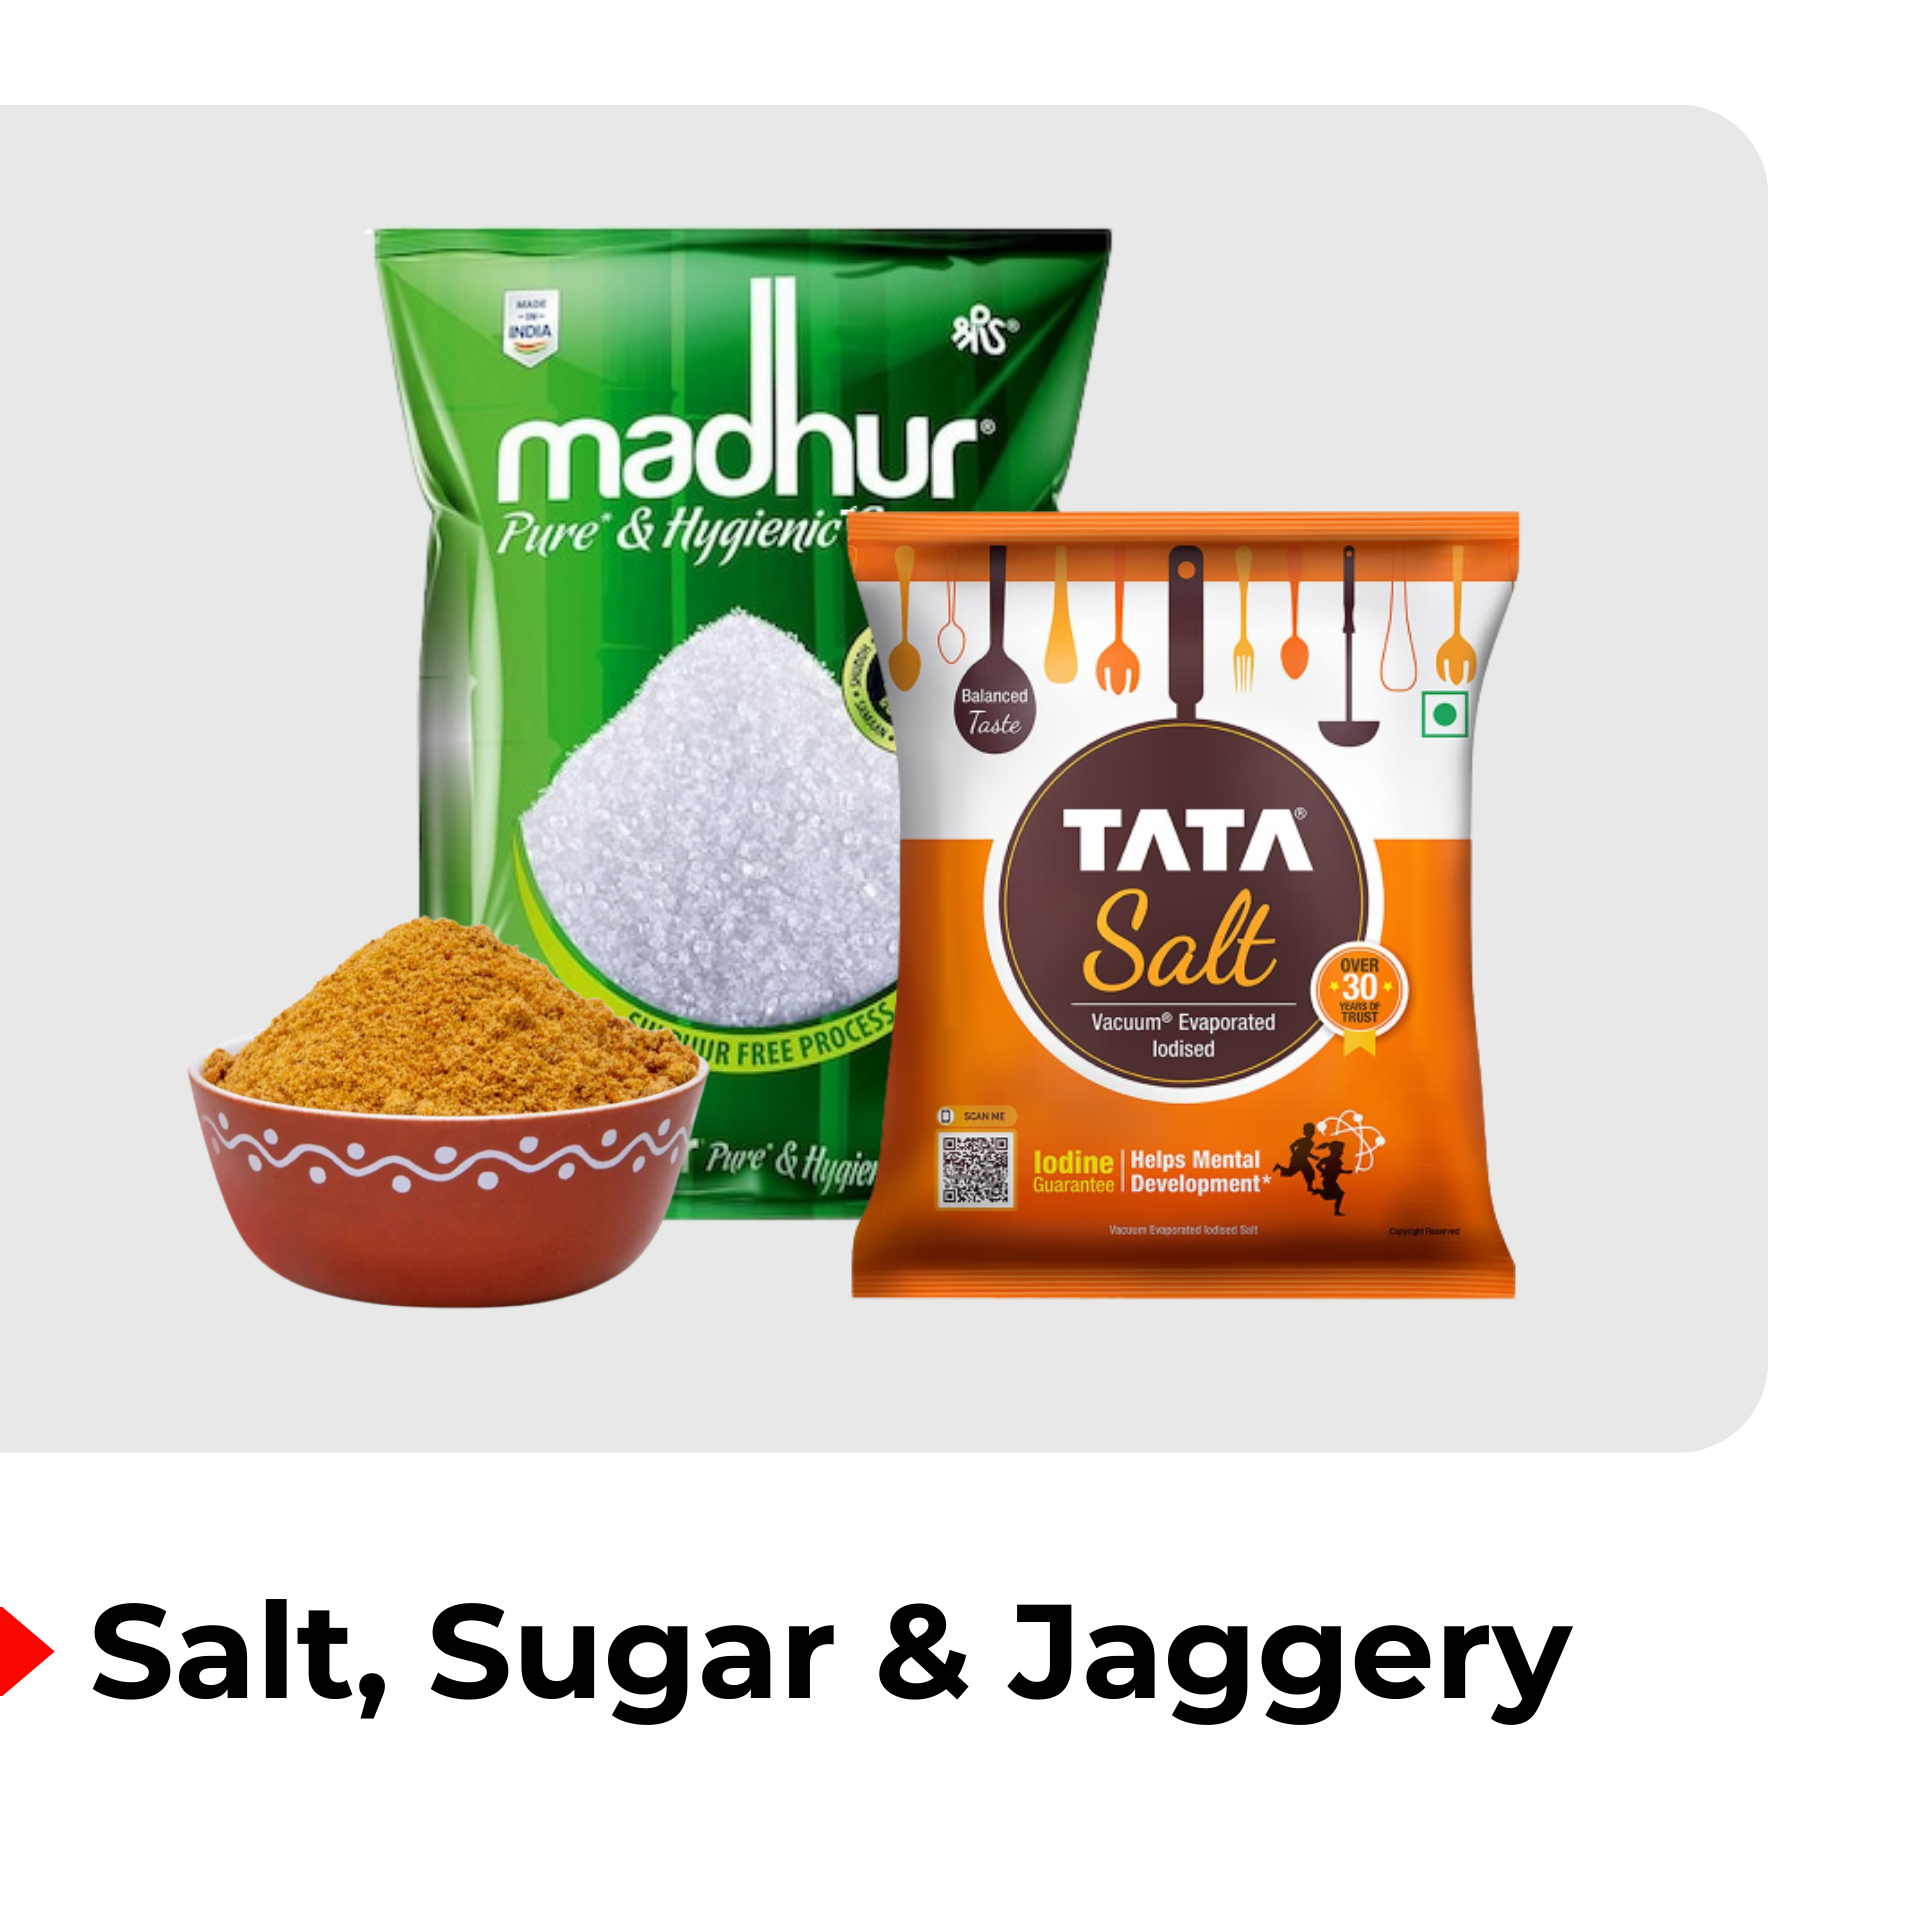 MADE
IN
INDIA
श्री
madhur®
Pure* & Hygienic*
SULPHUR FREE PROCESS
Pure* & Hygien
Balanced
Taste
TATA®
Salt
Vacuum® Evaporated
Iodised
OVER
30
YEARS OF
TRUST
SCAN ME
Iodine
Guarantee
Helps Mental
Development*
Vacuum Evaporated Iodised Salt
Copyright Reserved
Salt, Sugar & Jaggery